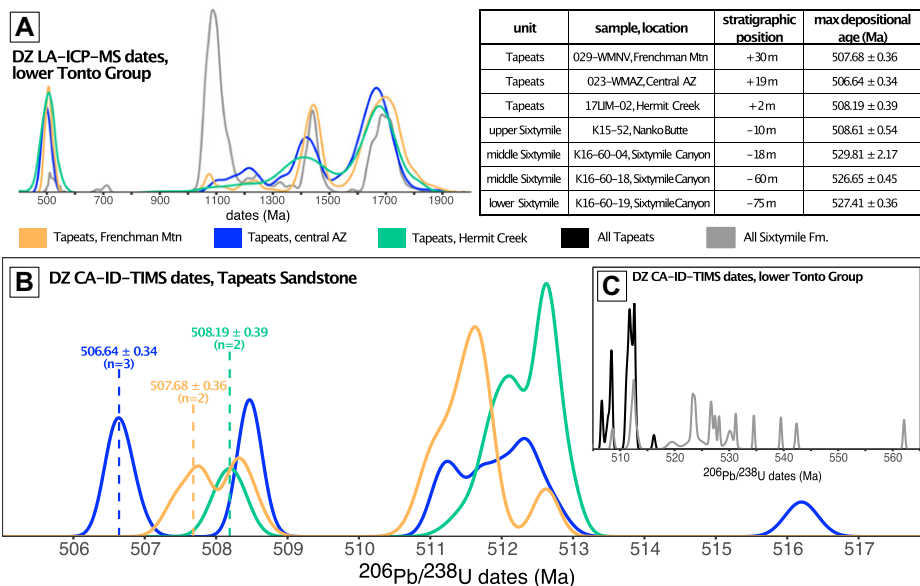 A
DZ LA-ICP-MS dates,
lower Tonto Group
500 700 900 1100 1300 1500 1700 1900
dates (Ma)
unit sample, location stratigraphic position max depositional age (Ma)
Tapeats 029-WMNV, Frenchman Mtn +30 m 507.68 ± 0.36
Tapeats 023-WMAZ, Central AZ +19 m 506.64 ± 0.34
Tapeats 17LIM-02, Hermit Creek +2 m 508.19 ± 0.39
upper Sixtymile K15-52, Nanko Butte -10 m 508.61 ± 0.54
middle Sixtymile K16-60-04, Sixtymile Canyon -18 m 529.81 ± 2.17
middle Sixtymile K16-60-18, Sixtymile Canyon -60 m 526.65 ± 0.45
lower Sixtymile K16-60-19, Sixtymile Canyon -75 m 527.41 ± 0.36
Tapeats, Frenchman Mtn Tapeats, central AZ Tapeats, Hermit Creek All Tapeats All Sixtymile Fm.
B DZ CA-ID-TIMS dates, Tapeats Sandstone
506.64 ± 0.34
(n=3)
507.68 ± 0.36
(n=2)
508.19 ± 0.39
(n=2)
506 507 508 509 510 511 512 513 514 515 516 517
206Pb/238U dates (Ma)
C DZ CA-ID-TIMS dates, lower Tonto Group
510 520 530 540 550 560
206Pb/238U dates (Ma)